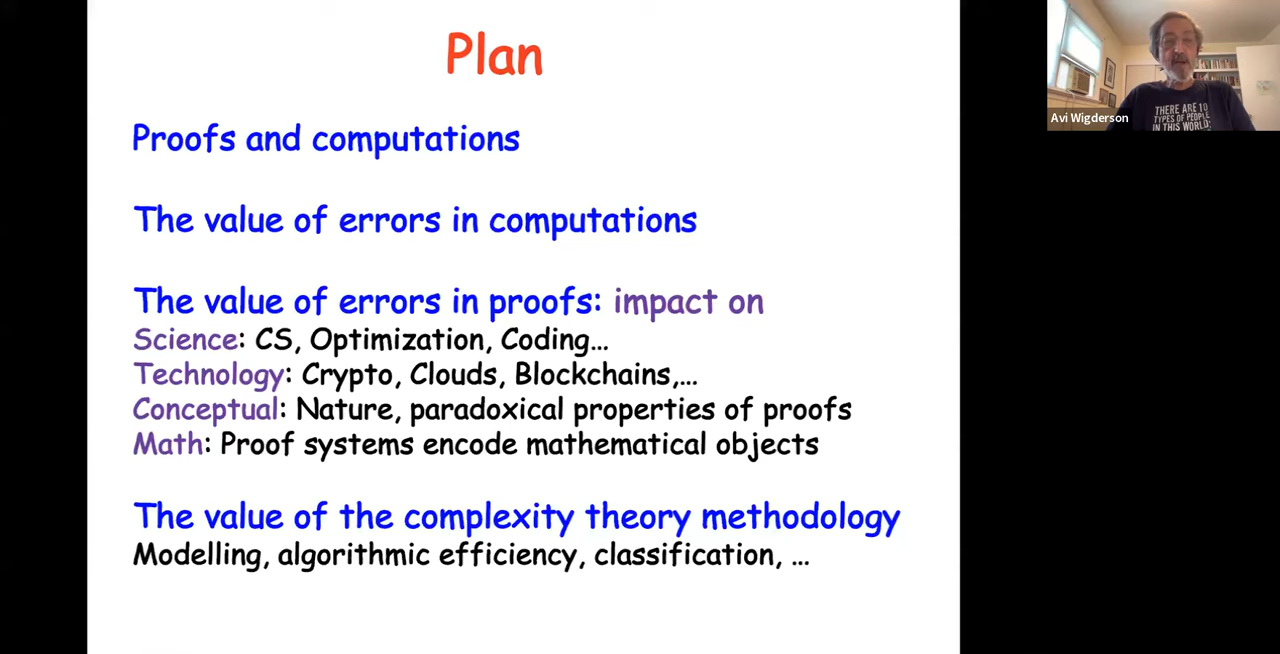 Plan
Proofs and computations
The value of errors in computations
The value of errors in proofs: impact on
Science: CS, Optimization, Coding...
Technology: Crypto, Clouds, Blockchains,...
Conceptual: Nature, paradoxical properties of proofs
Math: Proof systems encode mathematical objects
The value of the complexity theory methodology
Modelling, algorithmic efficiency, classification, ...
Avi Wigderson
THERE ARE 10
TYPES OF PEOPLE
IN THIS WORLD: